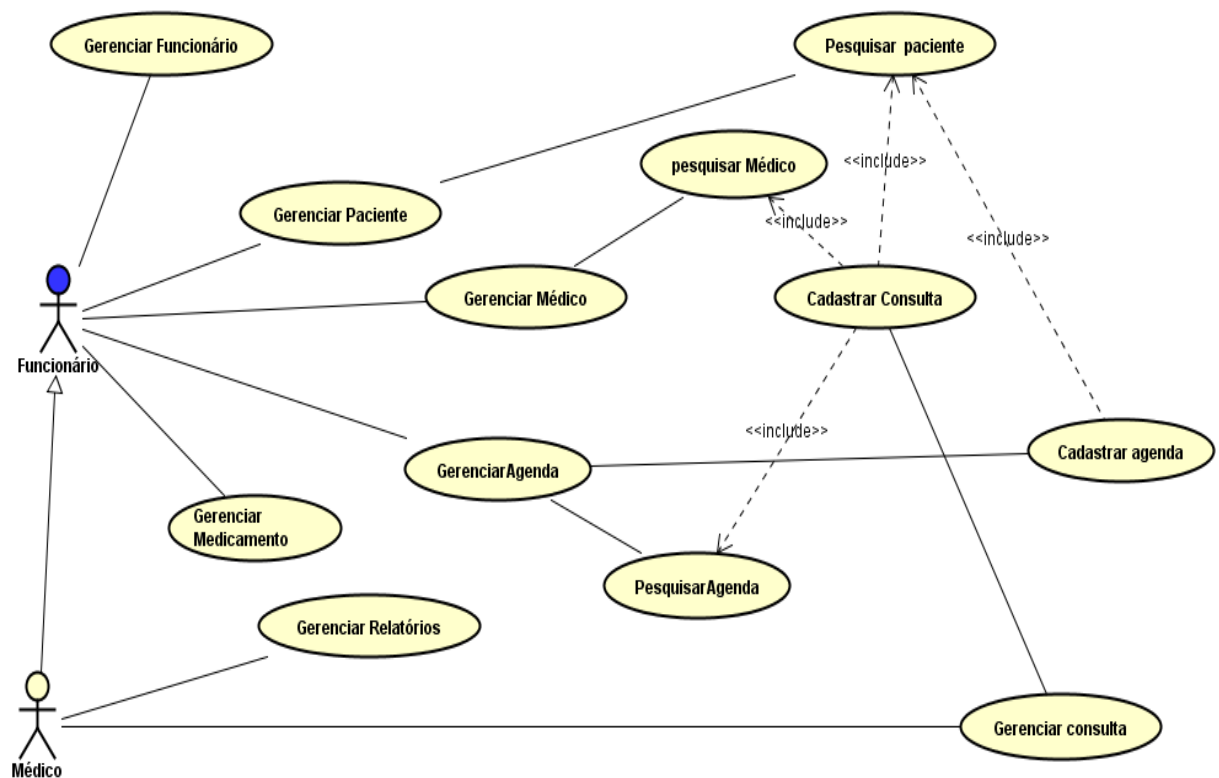 Gerenciar Funcionário
Pesquisar paciente
pesquisar Médico
<<include>>
Gerenciar Paciente
<<include>>
<<include>>
Gerenciar Médico
Cadastrar Consulta
Funcionário
<<include>>
Cadastrar agenda
GerenciarAgenda
Gerenciar
Medicamento
PesquisarAgenda
Gerenciar Relatórios
Gerenciar consulta
Médico